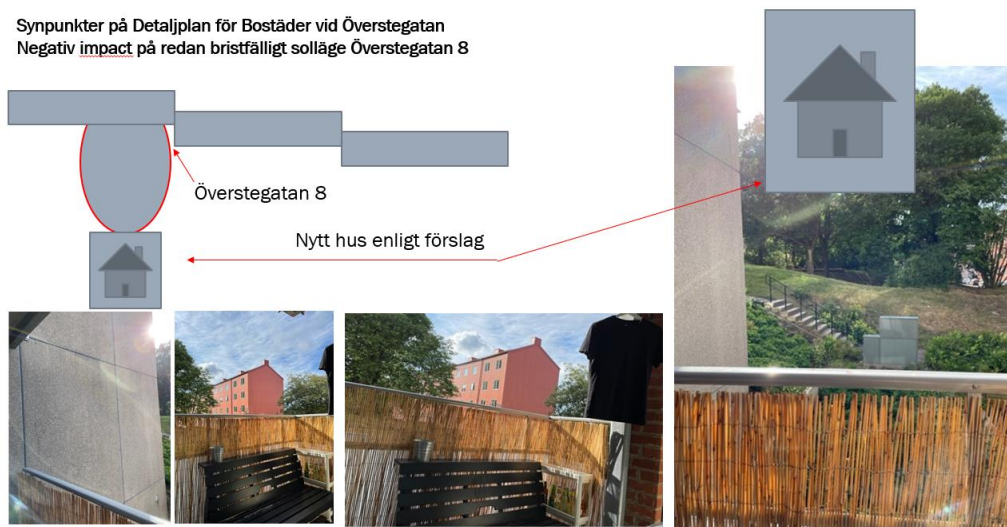 Synpunkter på Detaljplan för Bostäder vid Överstegatan
Negativ impact på redan bristfälligt solläge Överstegatan 8
Överstegatan 8
Nytt hus enligt förslag